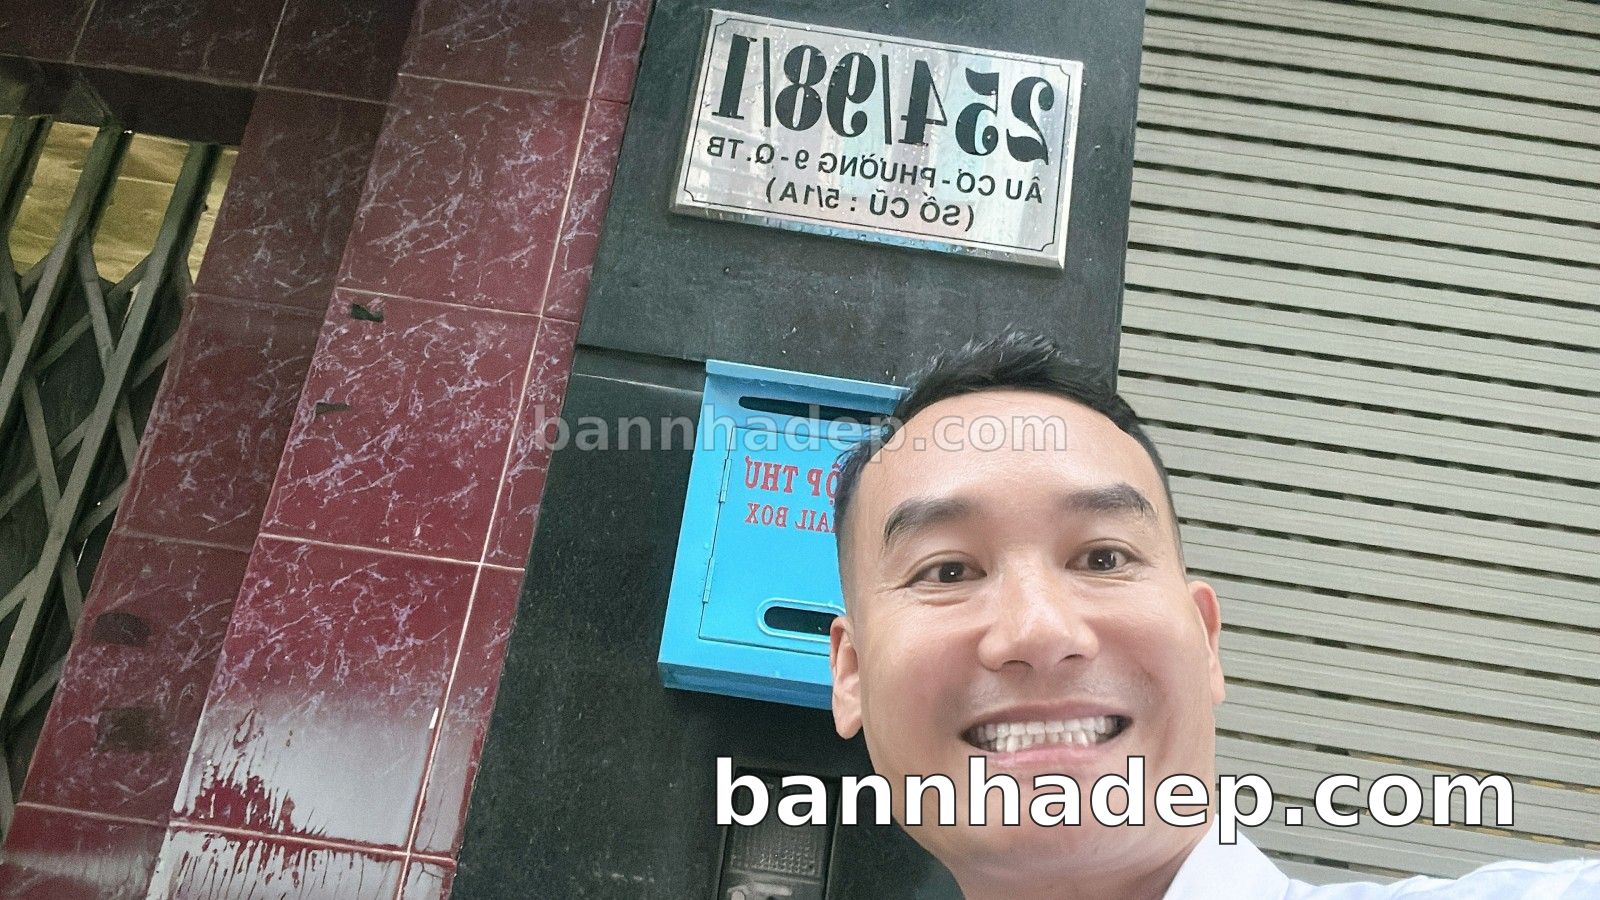 254/98/1
ÂU CƠ - PHƯỜNG 9 - Q.TB
(SỐ CŨ : 5/1A)
bannhadep.com
THƯ
BOX
bannhadep.com